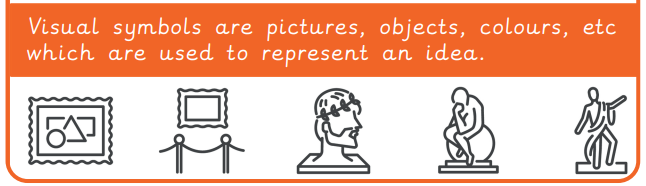 Visual symbols are pictures, objects, colours, etc
which are used to represent an idea.